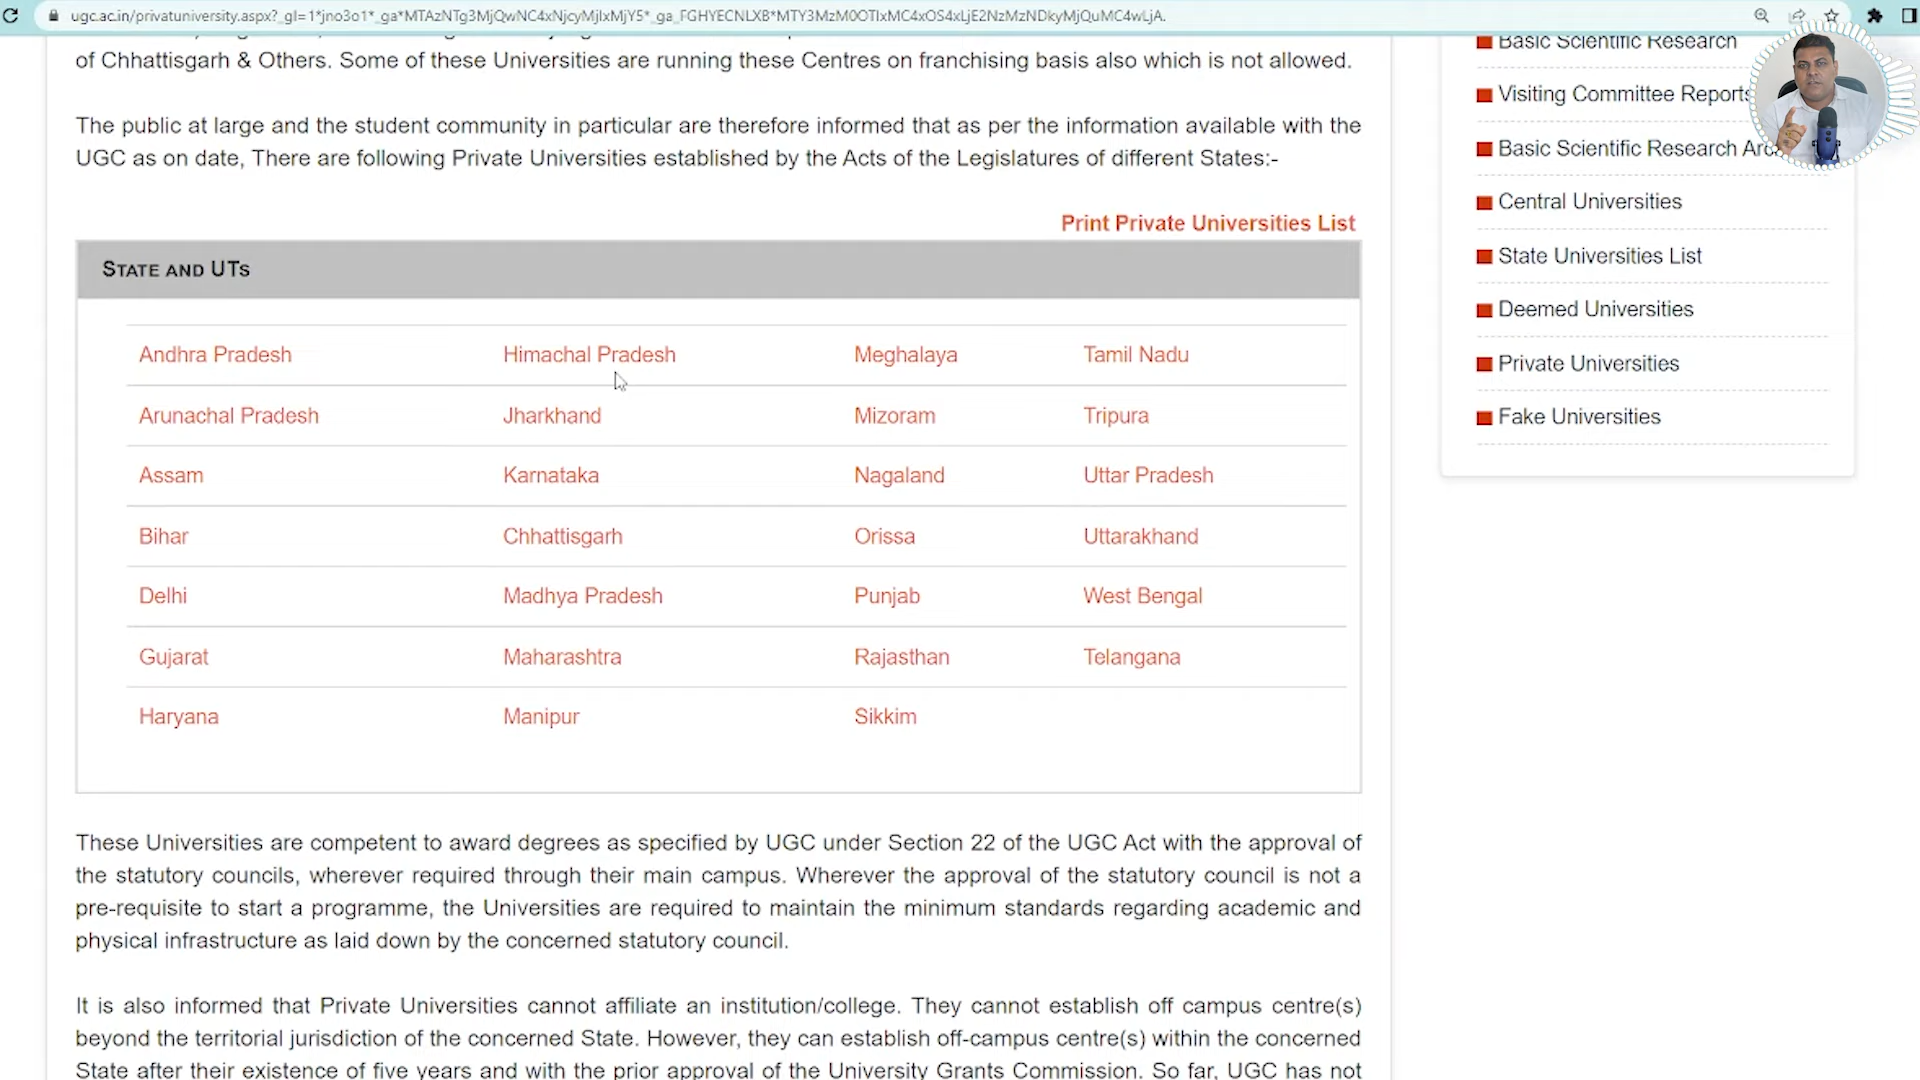 ugc.ac.in/privatuniversity.aspx?_gl=1*jno3o1*_ga*MTAzNTg3MjQwNC4xNjcyMjIxMjY5*_ga_FGHYECNLXB*MTY3MzM0OTIxMC4xOS4xLjE2NzMzNDkyMjQuMC4wLjA.
of Chhattisgarh & Others. Some of these Universities are running these Centres on franchising basis also which is not allowed.
The public at large and the student community in particular are therefore informed that as per the information available with the
UGC as on date, There are following Private Universities established by the Acts of the Legislatures of different States:-
Print Private Universities List
STATE AND UTS
Andhra Pradesh Himachal Pradesh Meghalaya Tamil Nadu
Arunachal Pradesh Jharkhand Mizoram Tripura
Assam Karnataka Nagaland Uttar Pradesh
Bihar Chhattisgarh Orissa Uttarakhand
Delhi Madhya Pradesh Punjab West Bengal
Gujarat Maharashtra Rajasthan Telangana
Haryana Manipur Sikkim
These Universities are competent to award degrees as specified by UGC under Section 22 of the UGC Act with the approval of
the statutory councils, wherever required through their main campus. Wherever the approval of the statutory council is not a
pre-requisite to start a programme, the Universities are required to maintain the minimum standards regarding academic and
physical infrastructure as laid down by the concerned statutory council.
It is also informed that Private Universities cannot affiliate an institution/college. They cannot establish off campus centre(s)
beyond the territorial jurisdiction of the concerned State. However, they can establish off-campus centre(s) within the concerned
State after their existence of five years and with the prior approval of the University Grants Commission. So far, UGC has not
Basic Scientific Research
Visiting Committee Reports
Basic Scientific Research
Central Universities
State Universities List
Deemed Universities
Private Universities
Fake Universities